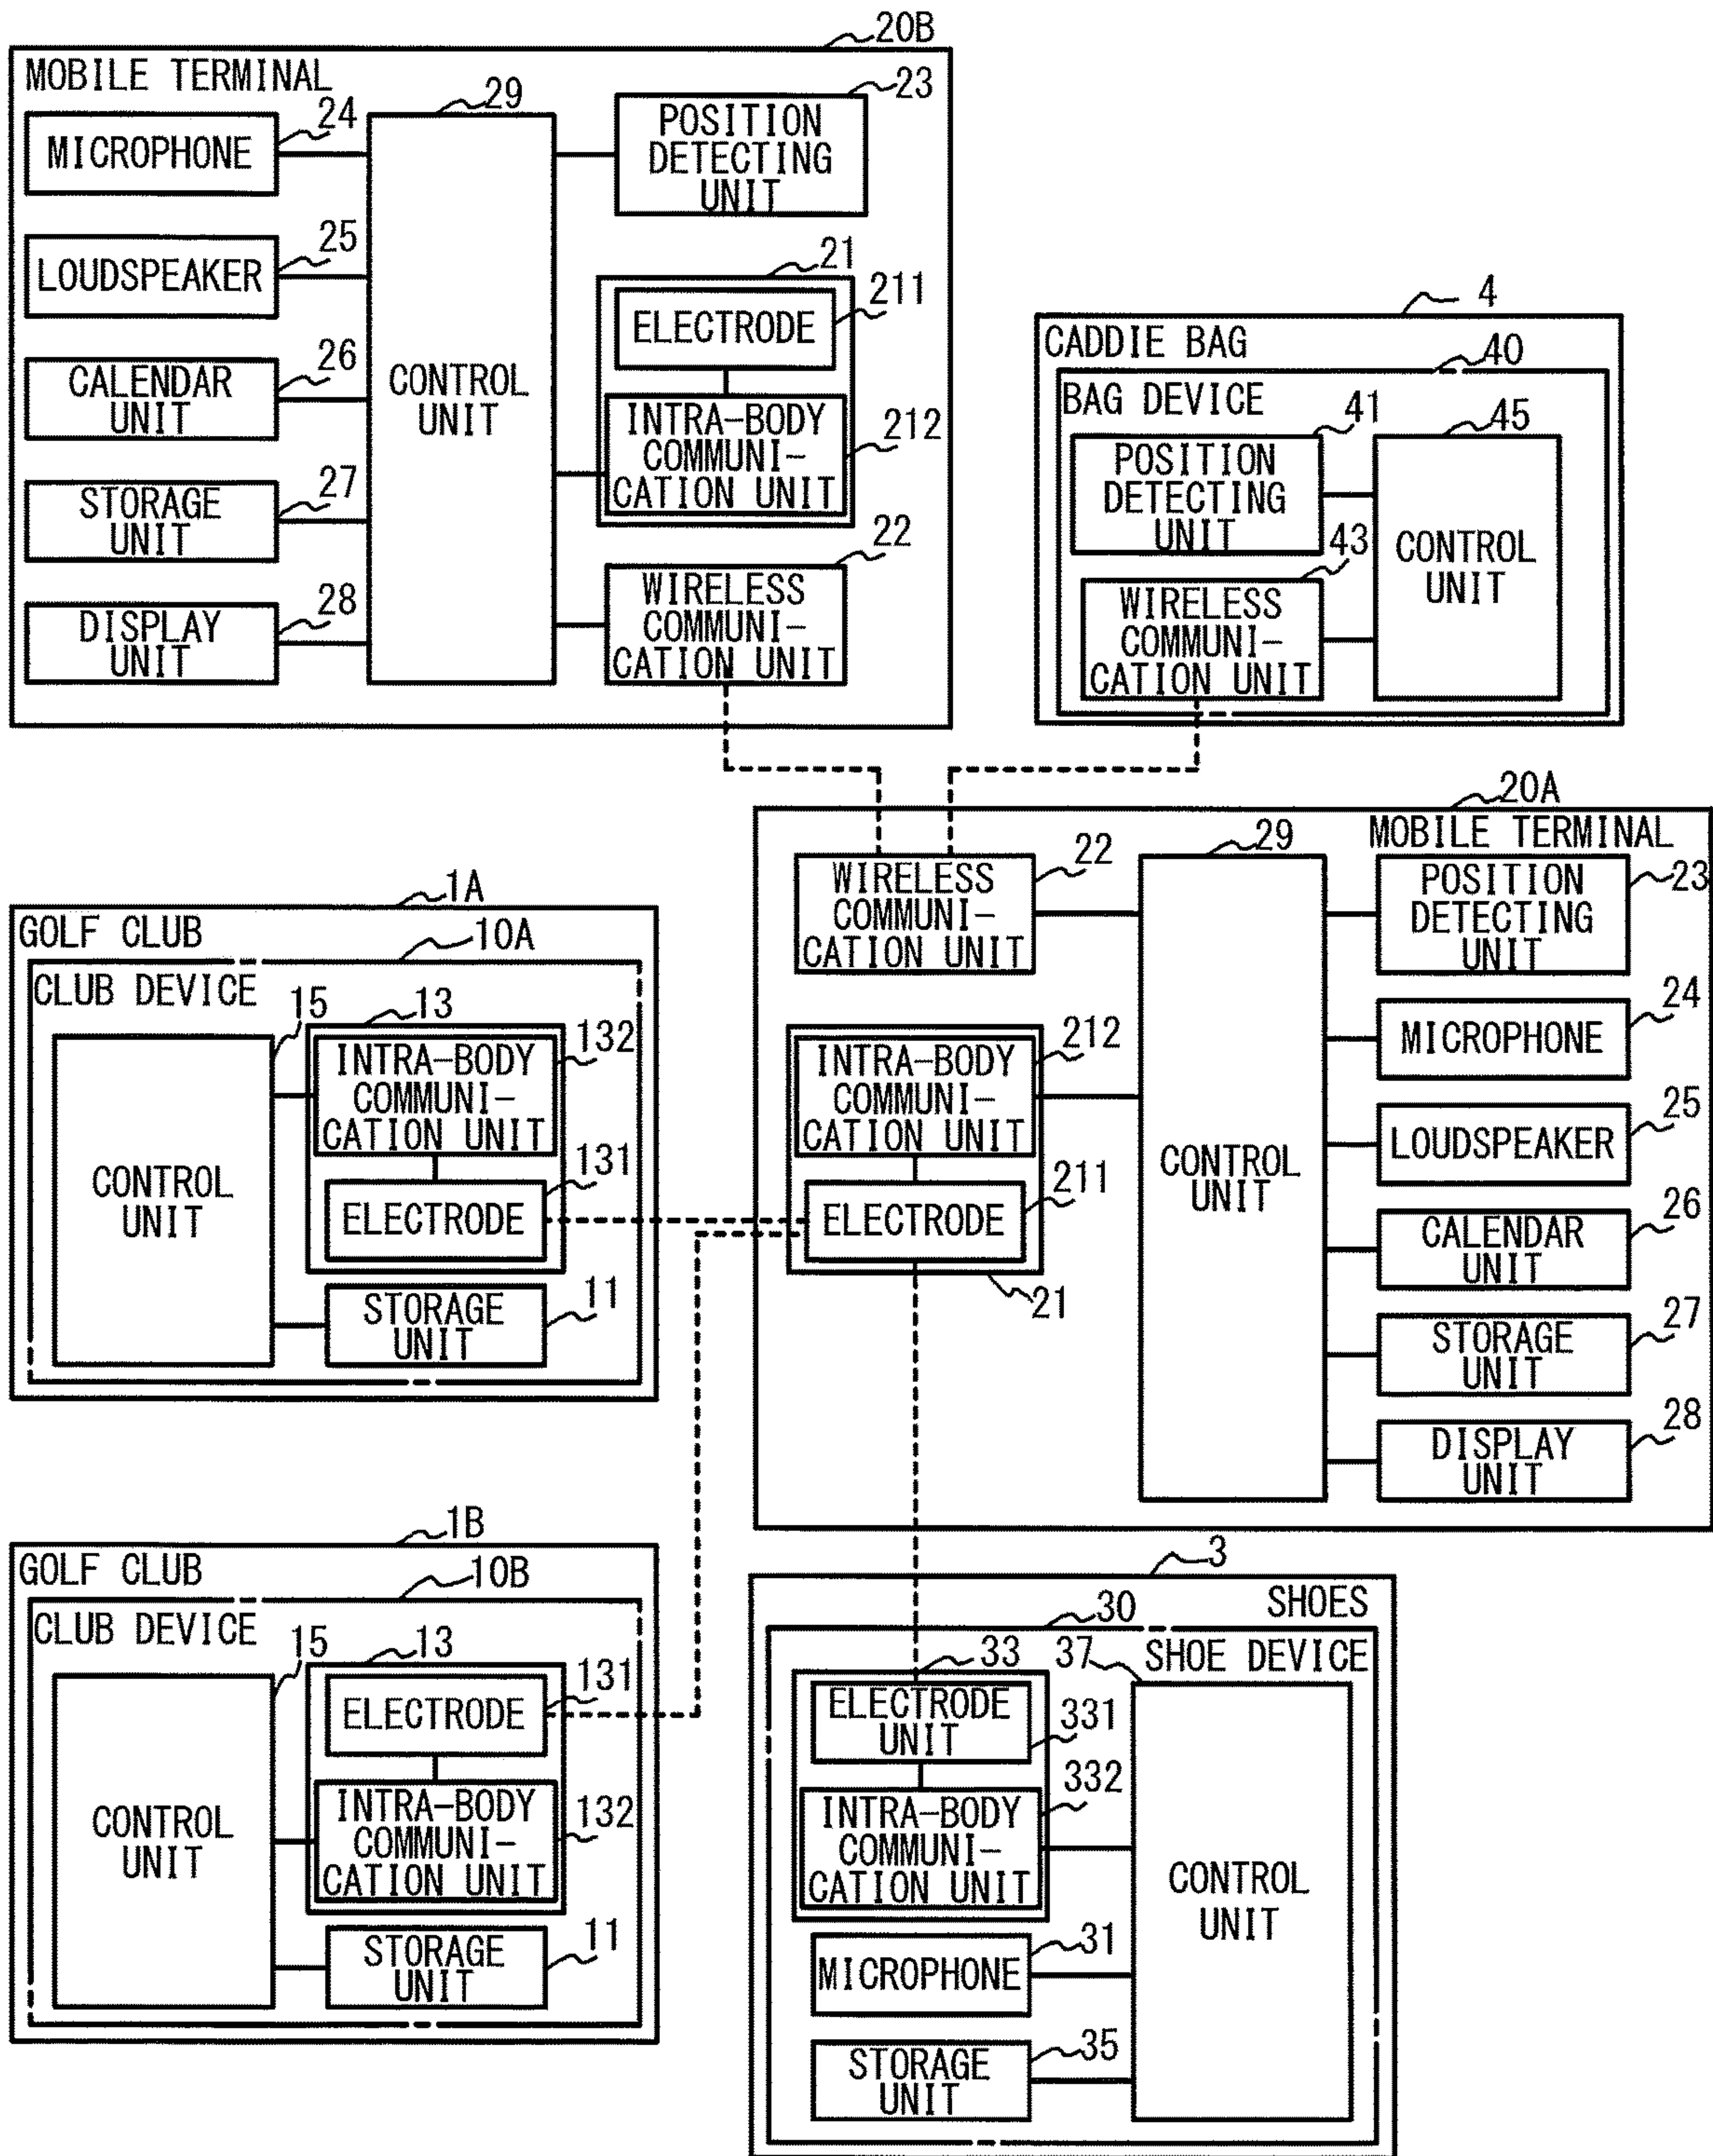 20B
MOBILE TERMINAL
24
MICROPHONE
25
LOUDSPEAKER
26
CALENDAR
UNIT
27
STORAGE
UNIT
28
DISPLAY
UNIT
29
CONTROL
UNIT
23
POSITION
DETECTING
UNIT
21
211
ELECTRODE
INTRA-BODY
COMMUNI-
CATION UNIT
212
22
WIRELESS
COMMUNI-
CATION UNIT
4
CADDIE BAG
40
BAG DEVICE
41
POSITION
DETECTING
UNIT
43
WIRELESS
COMMUNI-
CATION UNIT
45
CONTROL
UNIT
20A
MOBILE TERMINAL
22
WIRELESS
COMMUNI-
CATION UNIT
212
INTRA-BODY
COMMUNI-
CATION UNIT
211
ELECTRODE
21
29
CONTROL
UNIT
POSITION
DETECTING
UNIT
23
24
MICROPHONE
25
LOUDSPEAKER
26
CALENDAR
UNIT
27
STORAGE
UNIT
28
DISPLAY
UNIT
1A
GOLF CLUB
10A
CLUB DEVICE
15
CONTROL
UNIT
13
132
INTRA-BODY
COMMUNI-
CATION UNIT
131
ELECTRODE
11
STORAGE
UNIT
1B
GOLF CLUB
10B
CLUB DEVICE
15
CONTROL
UNIT
13
131
ELECTRODE
INTRA-BODY
COMMUNI-
CATION UNIT
132
11
STORAGE
UNIT
3
SHOES
30
SHOE DEVICE
33
ELECTRODE
UNIT
331
332
INTRA-BODY
COMMUNI-
CATION UNIT
31
MICROPHONE
35
STORAGE
UNIT
37
CONTROL
UNIT